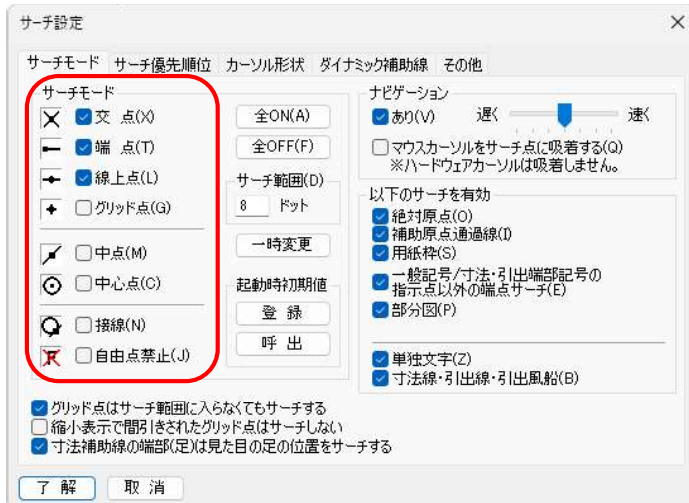 サーチ設定
サーチモード サーチ優先順位 カーソル形状 ダイナミック補助線 その他
サーチモード
交 点(X)
端 点(T)
線上点(L)
グリッド点(G)
中点(M)
中心点(C)
接線(N)
自由点禁止(J)
全ON(A)
全OFF(F)
サーチ範囲(D)
8 ドット
一時変更
起動時初期値
登 録
呼 出
ナビゲーション
あり(V) 遅く 速く
マウスカーソルをサーチ点に吸着する(Q)
※ハードウェアカーソルは吸着しません。
以下のサーチを有効
絶対原点(O)
補助原点通過線(I)
用紙枠(S)
一般記号/寸法・引出端部記号の
指示点以外の端点サーチ(E)
部分図(P)
単独文字(Z)
寸法線・引出線・引出風船(B)
グリッド点はサーチ範囲に入らなくてもサーチする
縮小表示で間引きされたグリッド点はサーチしない
寸法補助線の端部(足)は見た目の足の位置をサーチする
了 解 取 消